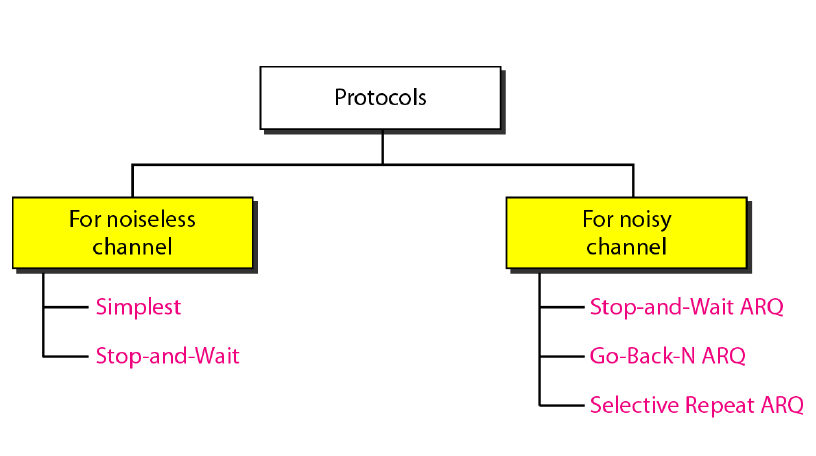 Protocols
For noiseless
channel
For noisy
channel
Simplest
Stop-and-Wait
Stop-and-Wait ARQ
Go-Back-N ARQ
Selective Repeat ARQ